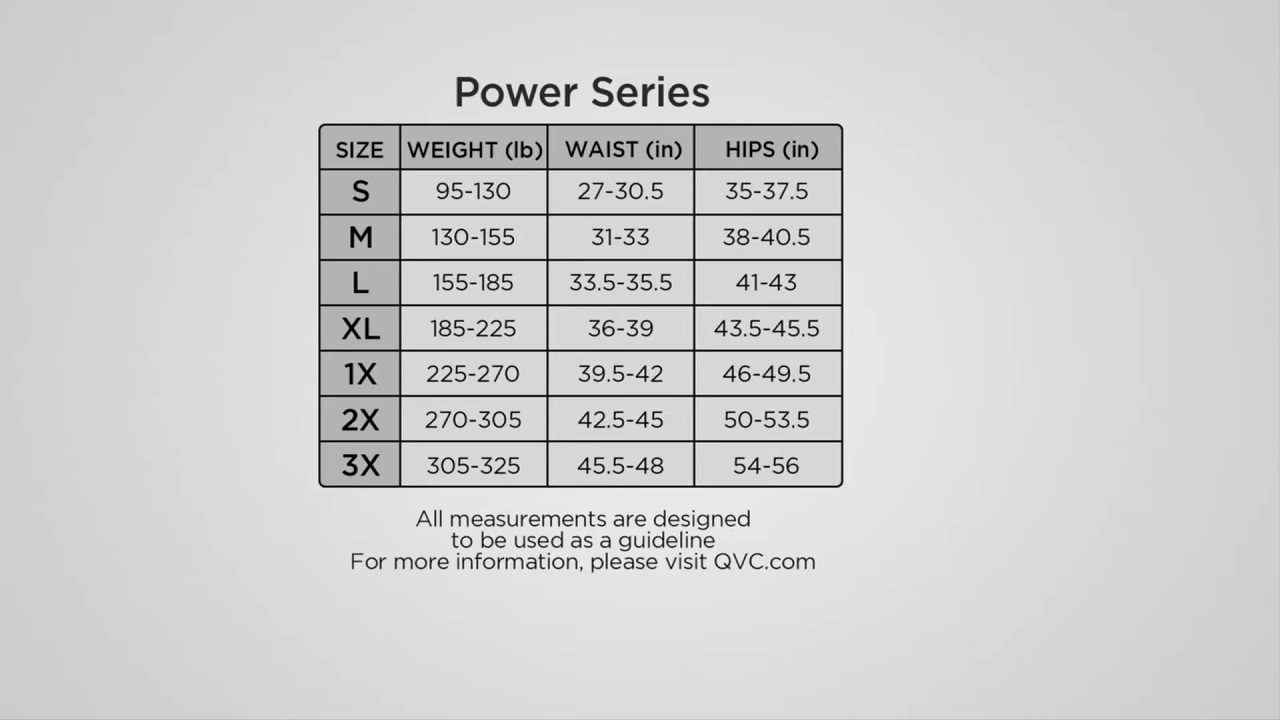 Power Series
SIZE WEIGHT (lb) WAIST (in) HIPS (in)
S 95-130 27-30.5 35-37.5
M 130-155 31-33 38-40.5
L 155-185 33.5-35.5 41-43
XL 185-225 36-39 43.5-45.5
1X 225-270 39.5-42 46-49.5
2X 270-305 42.5-45 50-53.5
3X 305-325 45.5-48 54-56
All measurements are designed
to be used as a guideline
For more information, please visit QVC.com